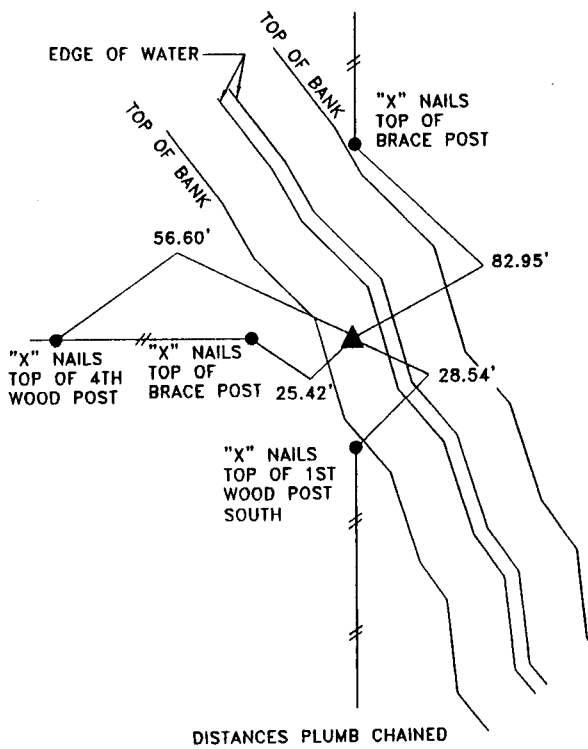 EDGE OF WATER
TOP OF BANK
TOP OF BANK
"X" NAILS
TOP OF
BRACE POST
56.60'
82.95'
"X" NAILS
TOP OF 4TH
WOOD POST
"X" NAILS
TOP OF
BRACE POST
25.42'
28.54'
"X" NAILS
TOP OF 1ST
WOOD POST
SOUTH
DISTANCES PLUMB CHAINED